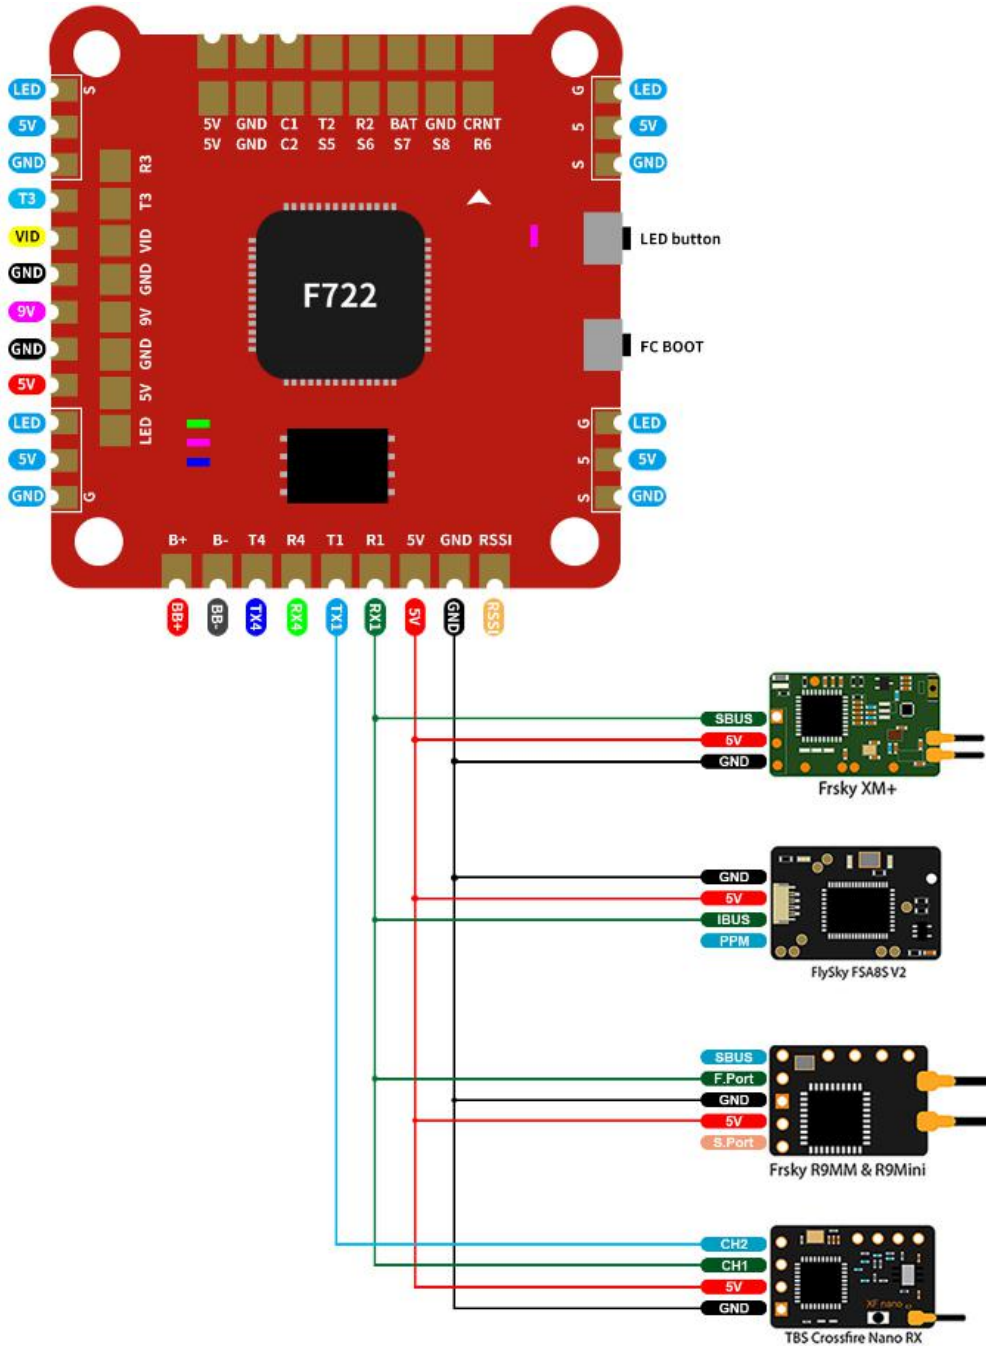 5V GND C1 T2 R2 BAT GND CRNT
5V GND C2 S5 S6 S7 S8 R6
LED
5V
GND
T3
VID
GND
9V
GND
5V
LED
5V
GND
S
R3
T3
VID
GND
9V
GND
5V
LED
G
F722
G
5
S
LED
5V
GND
LED button
FC BOOT
G
5
S
LED
5V
GND
B+ B- T4 R4 T1 R1 5V GND RSSI
BB+ BB- TX4 RX4 TX1 RX1 5V GND RSSI
SBUS
5V
GND
Frsky XM+
GND
5V
IBUS
PPM
FlySky FSA8S V2
SBUS
F.Port
GND
5V
S.Port
Frsky R9MM & R9Mini
CH2
CH1
5V
GND
XF nano
TBS Crossfire Nano RX